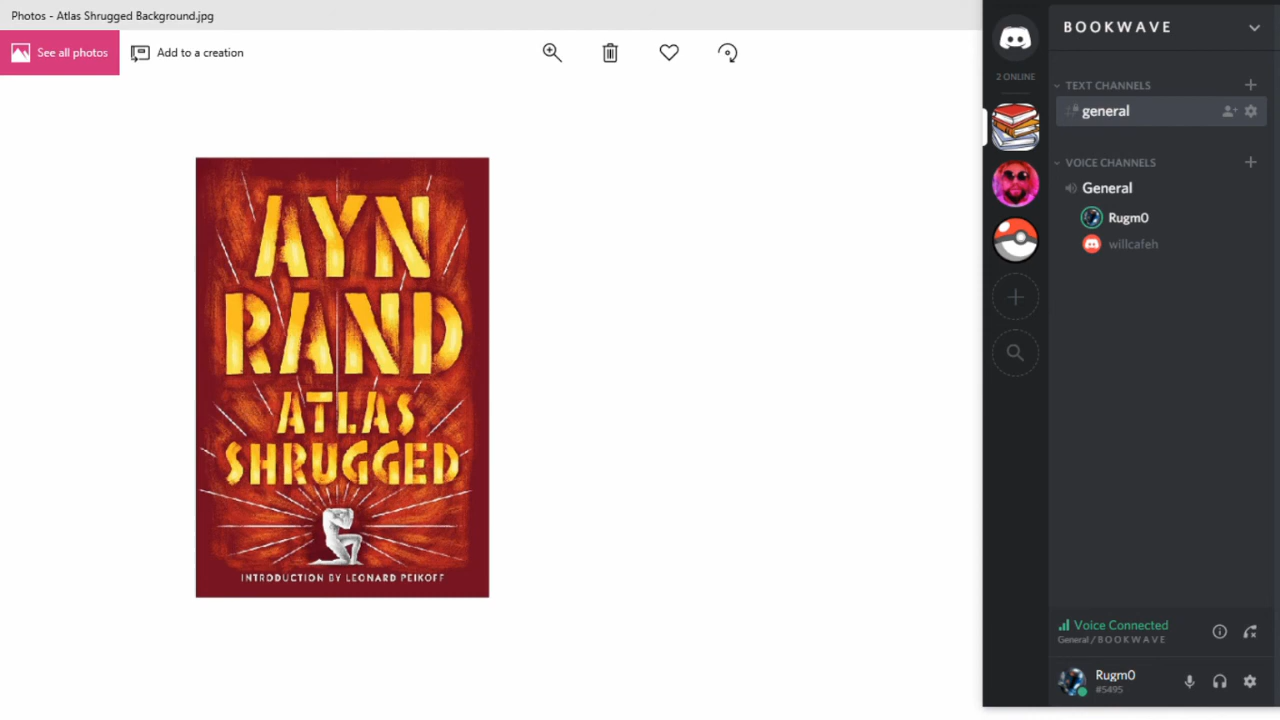 Photos - Atlas Shrugged Background.jpg
See all photos
Add to a creation
AYN
RAND
ATLAS
SHRUGGED
INTRODUCTION BY LEONARD PEIKOFF
BOOKWAVE
2 ONLINE
TEXT CHANNELS
general
VOICE CHANNELS
General
Rugm0
willcafeh
Voice Connected
General / BOOKWAVE
Rugm0
#5495